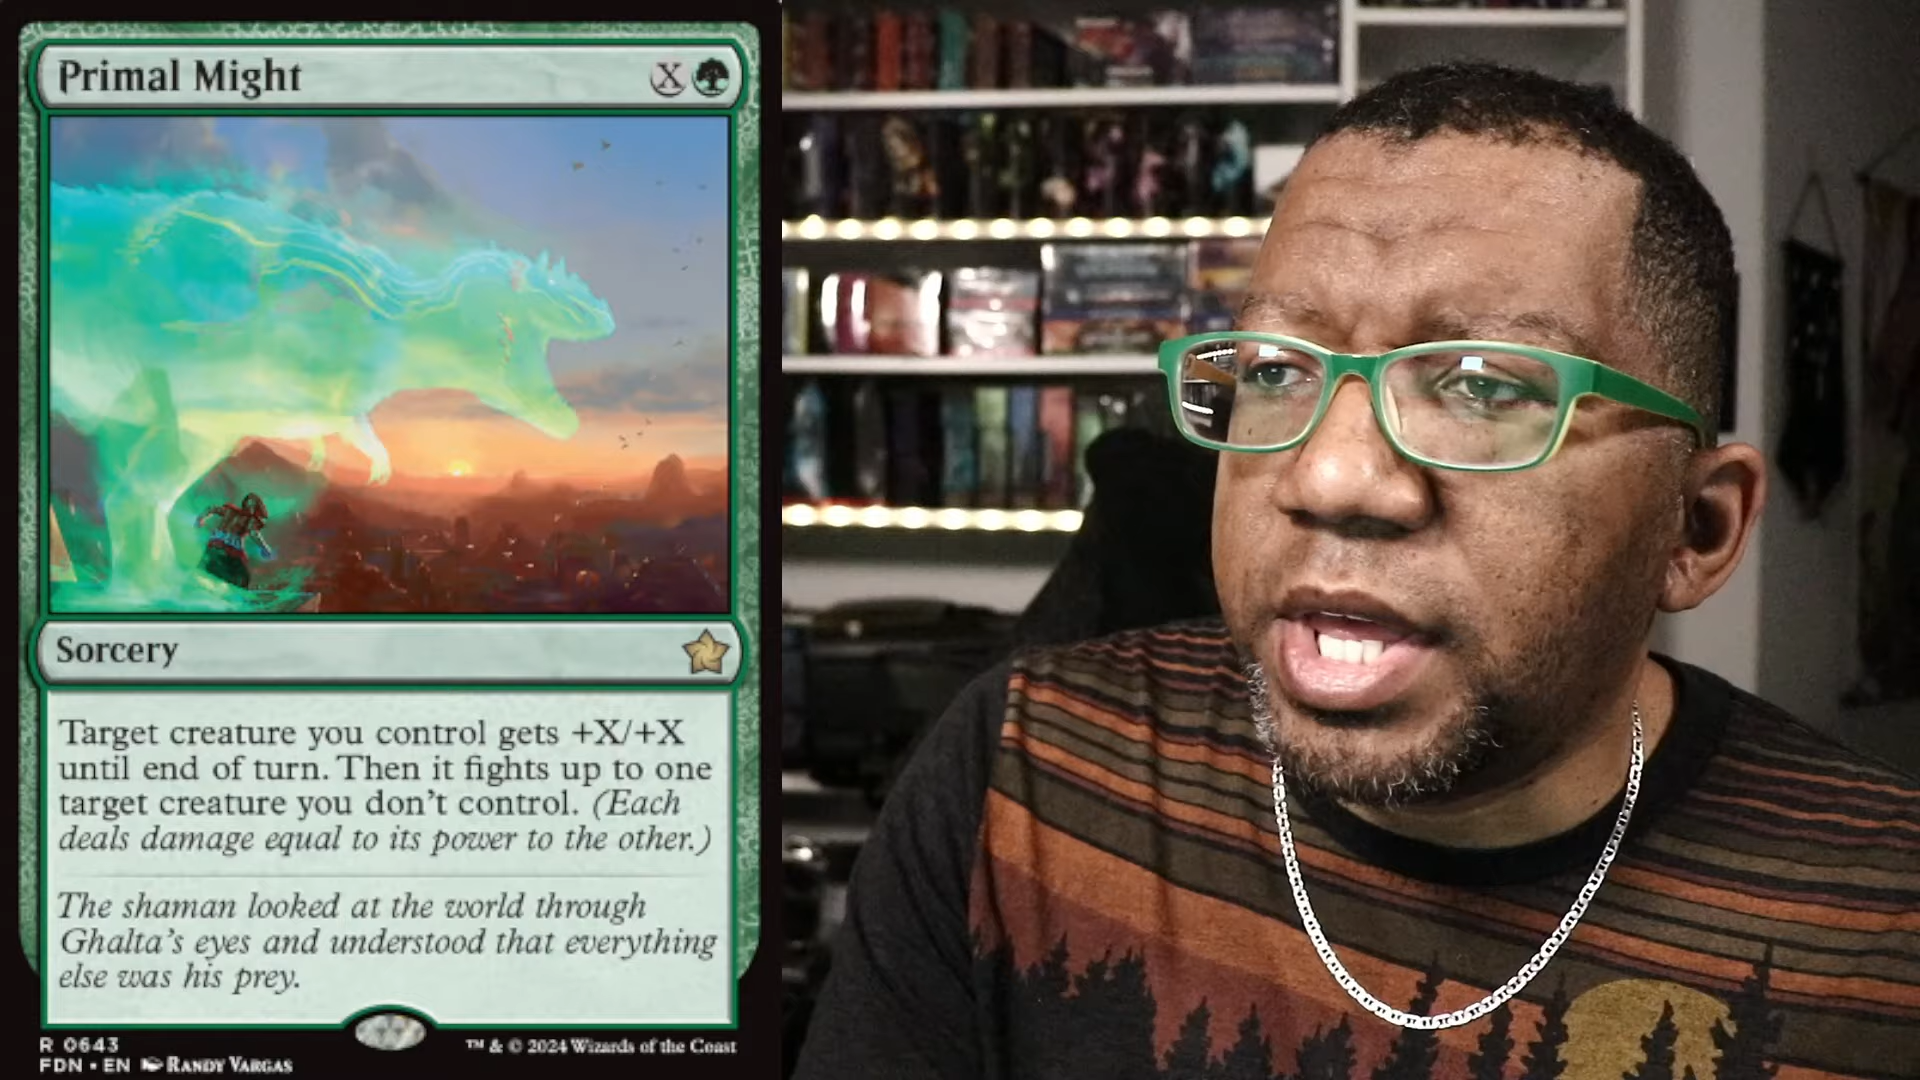 Primal Might X
Sorcery
Target creature you control gets +X/+X
until end of turn. Then it fights up to one
target creature you don't control. (Each
deals damage equal to its power to the other.)
The shaman looked at the world through
Ghalta's eyes and understood that everything
else was his prey.
R 0643
FDN • EN RANDY VARGAS
™ & © 2024 Wizards of the Coast